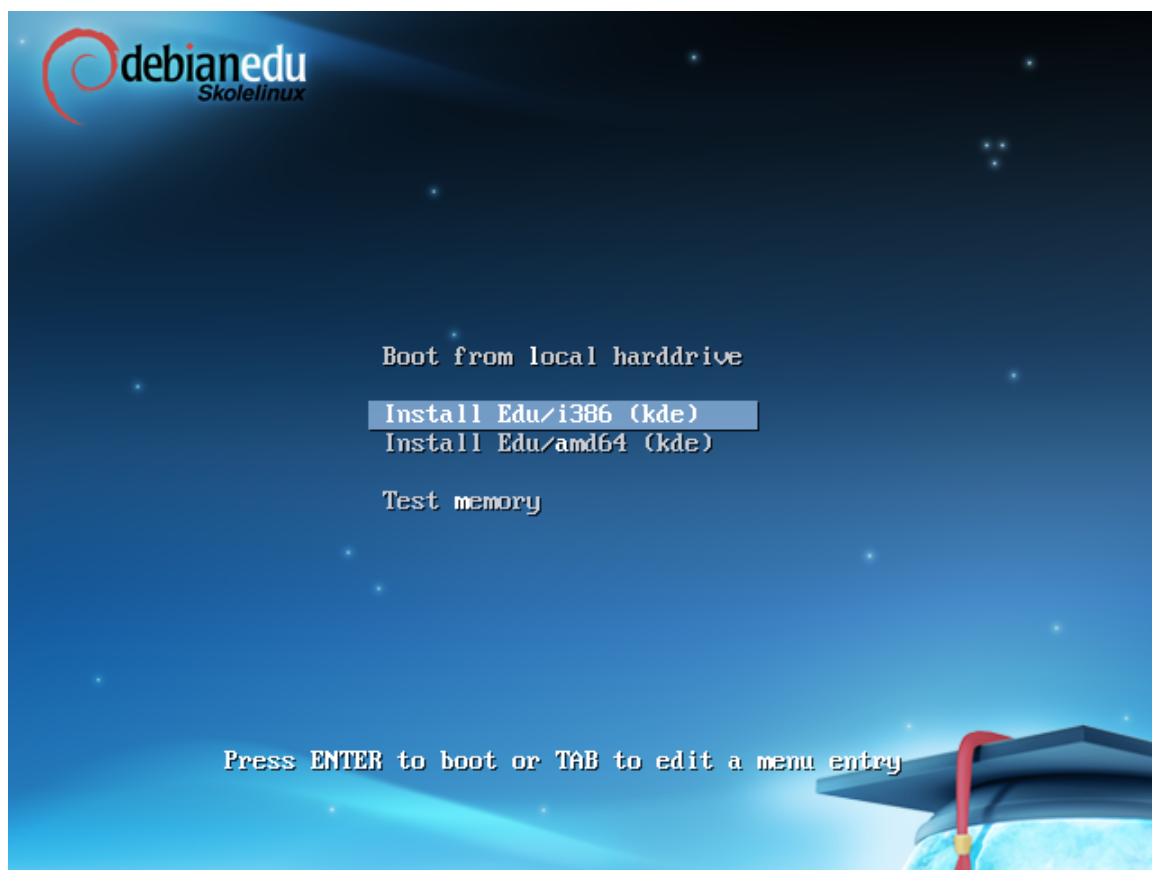 debianedu
Skolelinux
Boot from local harddrive
Install Edu/i386 (kde)
Install Edu/amd64 (kde)
Test memory
Press ENTER to boot or TAB to edit a menu entry